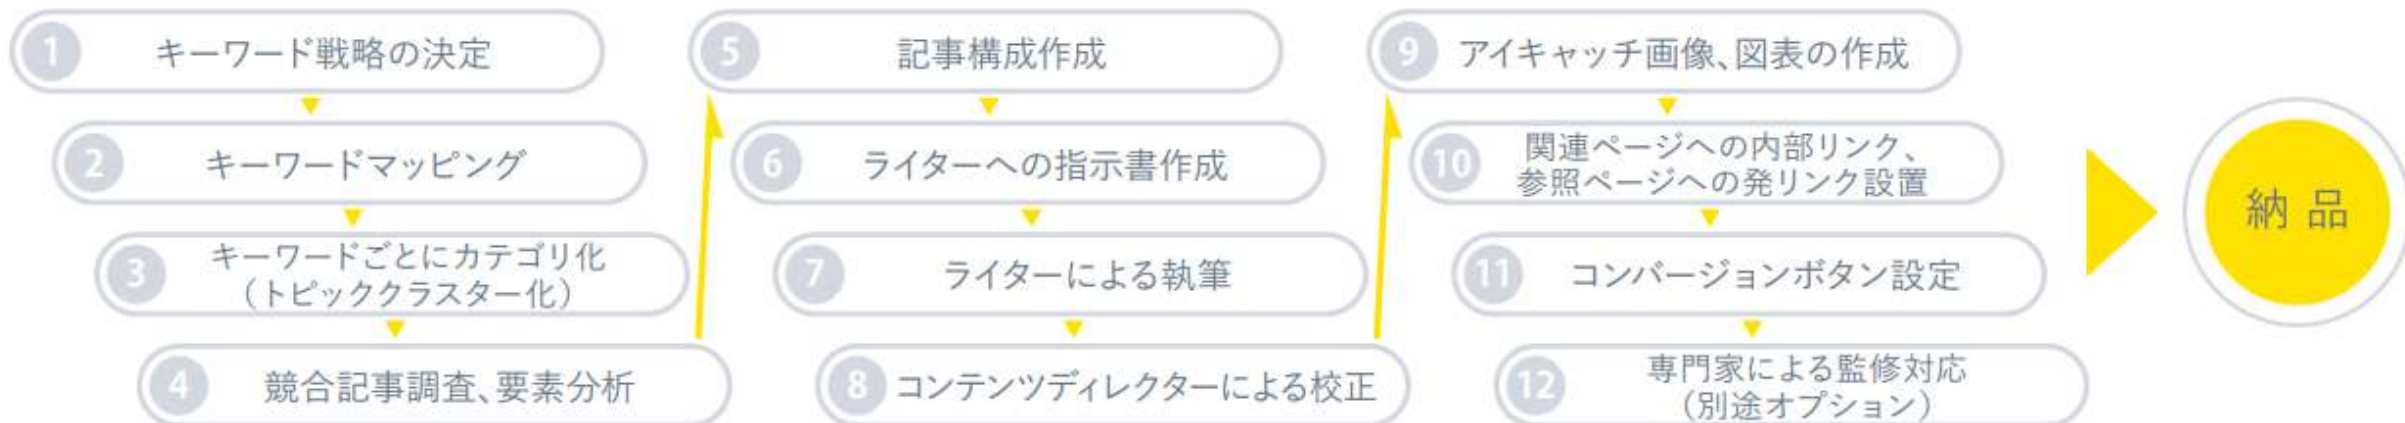 1 キーワード戦略の決定
2 キーワードマッピング
3 キーワードごとにカテゴリ化
（トピッククラスター化）
4 競合記事調査、要素分析
5 記事構成作成
6 ライターへの指示書作成
7 ライターによる執筆
8 コンテンツディレクターによる校正
9 アイキャッチ画像、図表の作成
10 関連ページへの内部リンク、
参照ページへの発リンク設置
11 コンバージョンボタン設定
12 専門家による監修対応
（別途オプション）
納品